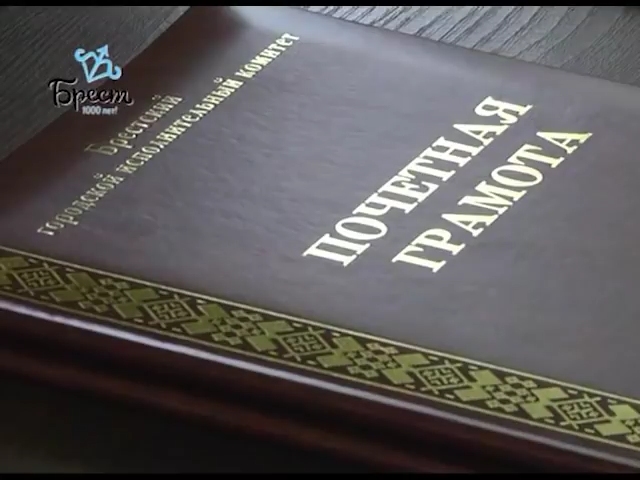 Брест
1000 лет!
Брестский
городской исполнительный комитет
ПОЧЕТНАЯ
ГРАМОТА